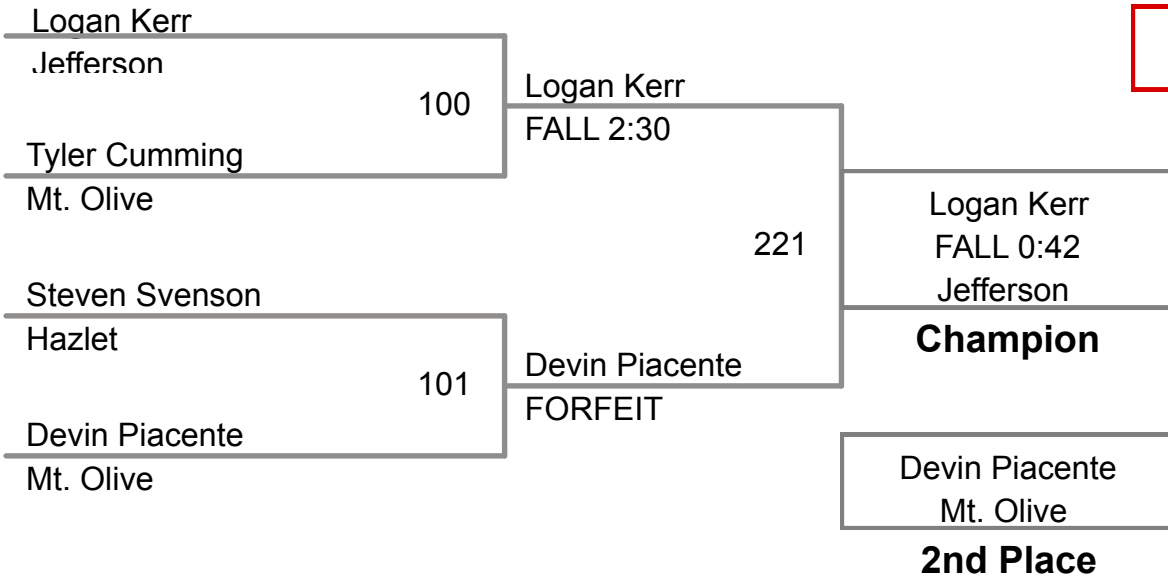 Logan Kerr
Jefferson
100
Tyler Cumming
Mt. Olive
Steven Svenson
Hazlet
101
Devin Piacente
Mt. Olive
Logan Kerr
FALL 2:30
221
Devin Piacente
FORFEIT
Logan Kerr
FALL 0:42
Jefferson
Champion
Devin Piacente
Mt. Olive
2nd Place